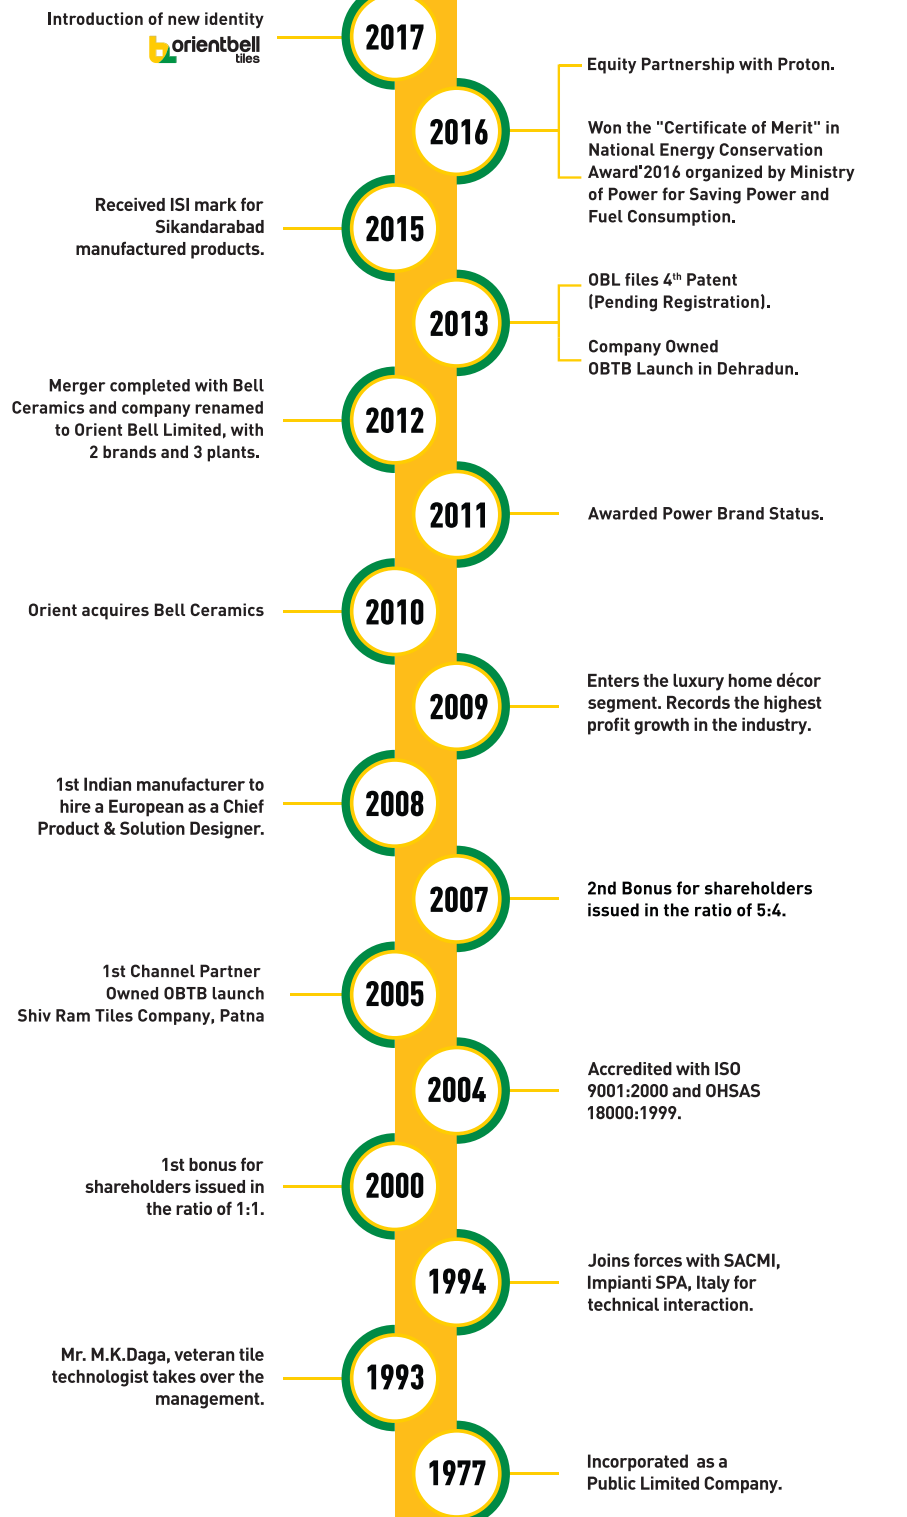 Introduction of new identity
orientbell
tiles
2017
2016
Equity Partnership with Proton.
Won the "Certificate of Merit" in
National Energy Conservation
Award'2016 organized by Ministry
of Power for Saving Power and
Fuel Consumption.
Received ISI mark for
Sikandarabad
manufactured products.
2015
2013
OBL files 4th Patent
(Pending Registration).
Company Owned
OBTB Launch in Dehradun.
Merger completed with Bell
Ceramics and company renamed
to Orient Bell Limited, with
2 brands and 3 plants.
2012
2011
Awarded Power Brand Status.
Orient acquires Bell Ceramics
2010
2009
Enters the luxury home décor
segment. Records the highest
profit growth in the industry.
1st Indian manufacturer to
hire a European as a Chief
Product & Solution Designer.
2008
2007
2nd Bonus for shareholders
issued in the ratio of 5:4.
1st Channel Partner
Owned OBTB launch
Shiv Ram Tiles Company, Patna
2005
2004
Accredited with ISO
9001:2000 and OHSAS
18000:1999.
1st bonus for
shareholders issued in
the ratio of 1:1.
2000
1994
Joins forces with SACMI,
Impianti SPA, Italy for
technical interaction.
Mr. M.K.Daga, veteran tile
technologist takes over the
management.
1993
1977
Incorporated as a
Public Limited Company.